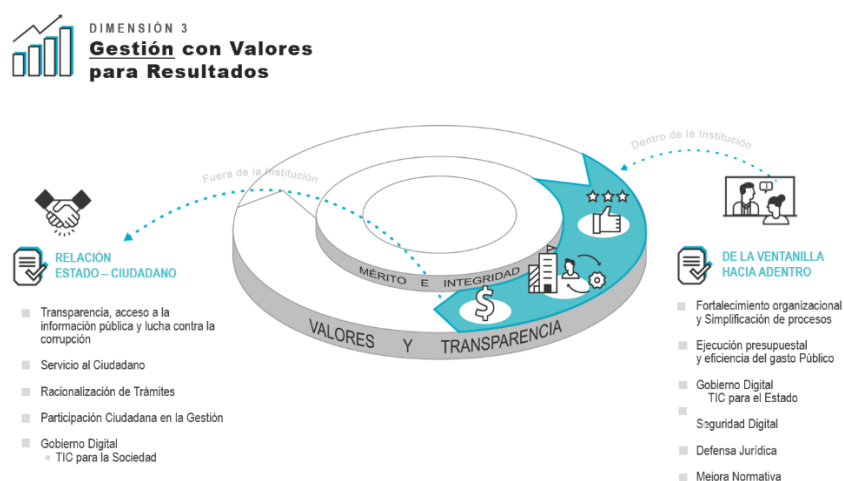 DIMENSIÓN 3
Gestión con Valores
para Resultados
Fuera de la Institución
Dentro de la Institución
MÉRITO E INTEGRIDAD
VALORES Y TRANSPARENCIA
$
RELACIÓN
ESTADO – CIUDADANO
Transparencia, acceso a la
información pública y lucha contra la
corrupción
Servicio al Ciudadano
Racionalización de Trámites
Participación Ciudadana en la Gestión
Gobierno Digital
TIC para la Sociedad
DE LA VENTANILLA
HACIA ADENTRO
Fortalecimiento organizacional
y Simplificación de procesos
Ejecución presupuestal
y eficiencia del gasto Público
Gobierno Digital
TIC para el Estado
Seguridad Digital
Defensa Jurídica
Mejora Normativa